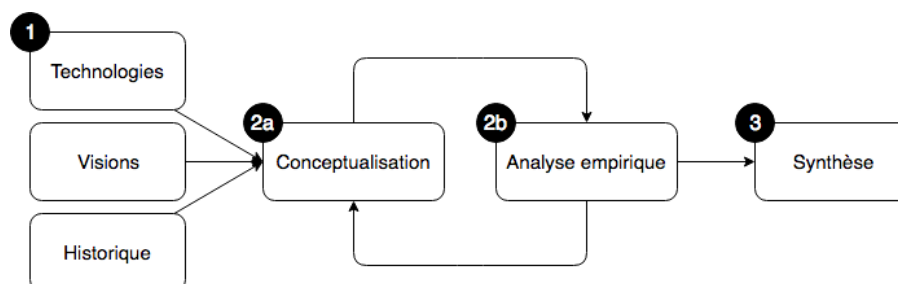 1
Technologies
Visions
Historique
2a
Conceptualisation
2b
Analyse empirique
3
Synthèse